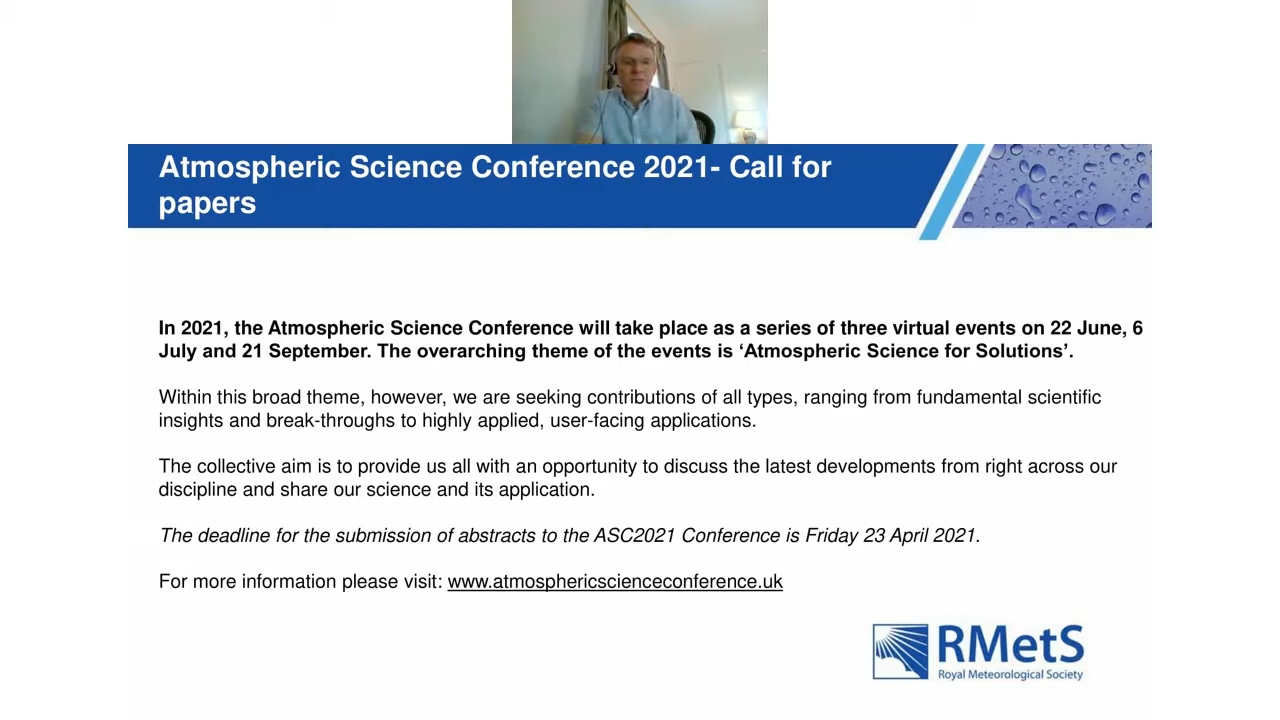 Atmospheric Science Conference 2021- Call for
papers
In 2021, the Atmospheric Science Conference will take place as a series of three virtual events on 22 June, 6
July and 21 September. The overarching theme of the events is ‘Atmospheric Science for Solutions’.
Within this broad theme, however, we are seeking contributions of all types, ranging from fundamental scientific
insights and break-throughs to highly applied, user-facing applications.
The collective aim is to provide us all with an opportunity to discuss the latest developments from right across our
discipline and share our science and its application.
The deadline for the submission of abstracts to the ASC2021 Conference is Friday 23 April 2021.
For more information please visit: www.atmosphericscienceconference.uk
RMetS
Royal Meteorological Society